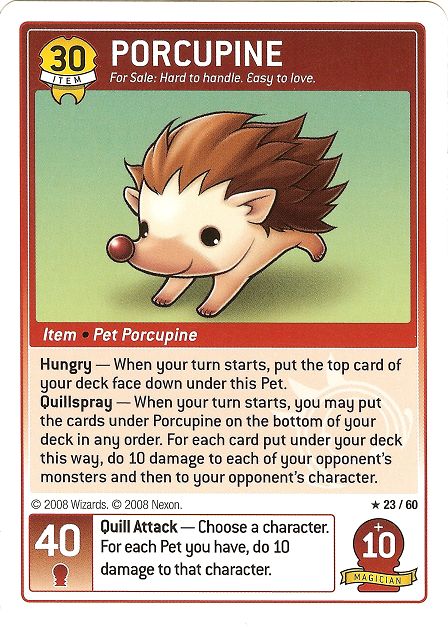 30
ITEM
PORCUPINE
For Sale: Hard to handle. Easy to love.
Item • Pet Porcupine
Hungry — When your turn starts, put the top card of
your deck face down under this Pet.
Quillspray — When your turn starts, you may put
the cards under Porcupine on the bottom of your
deck in any order. For each card put under your deck
this way, do 10 damage to each of your opponent's
monsters and then to your opponent's character.
© 2008 Wizards. © 2008 Nexon.
★ 23 / 60
40
Quill Attack — Choose a character.
For each Pet you have, do 10
damage to that character.
10
MAGICIAN